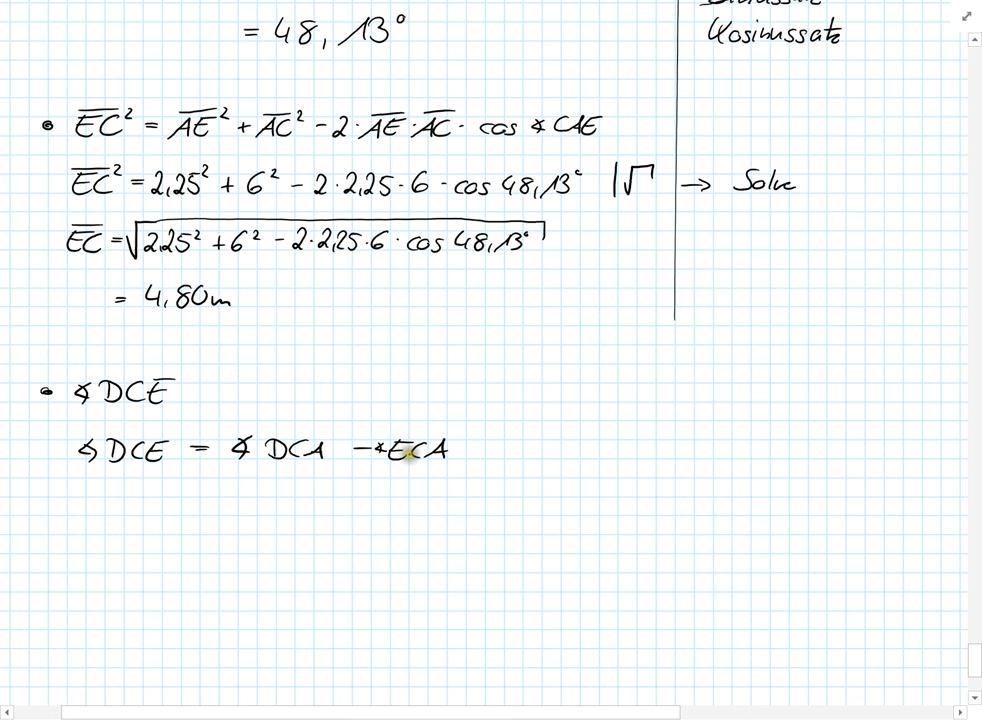 = 48,13°
Kosinussatz
• EC² = AE² + AC² - 2·AE·AC· cos ∢ CAE
EC² = 2,25² + 6² - 2·2,25·6·cos 48,13° |√ → Solve
EC = √2,25² + 6² - 2·2,25·6·cos 48,13°
= 4,80m
• ∢ DCE
∢ DCE = ∢ DCA - ∢ ECA